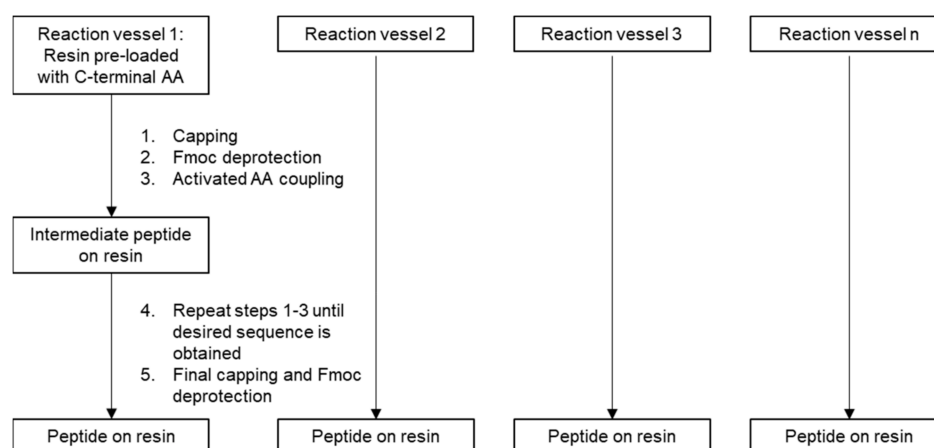 Reaction vessel 1:
Resin pre-loaded
with C-terminal AA
Reaction vessel 2
Reaction vessel 3
Reaction vessel n
1. Capping
2. Fmoc deprotection
3. Activated AA coupling
Intermediate peptide
on resin
4. Repeat steps 1-3 until
desired sequence is
obtained
5. Final capping and Fmoc
deprotection
Peptide on resin
Peptide on resin
Peptide on resin
Peptide on resin